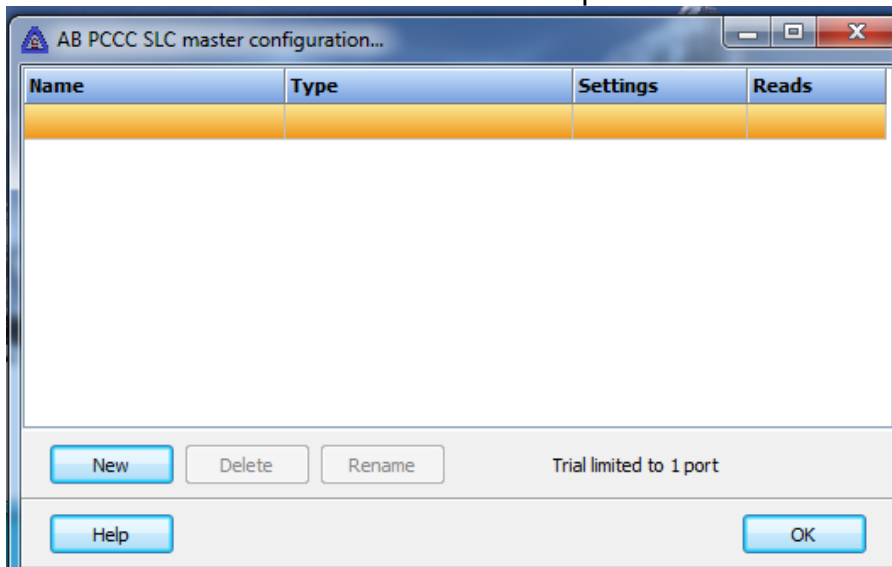 AB PCCC SLC master configuration...
Name Type Settings Reads
New Delete Rename Trial limited to 1 port
Help OK